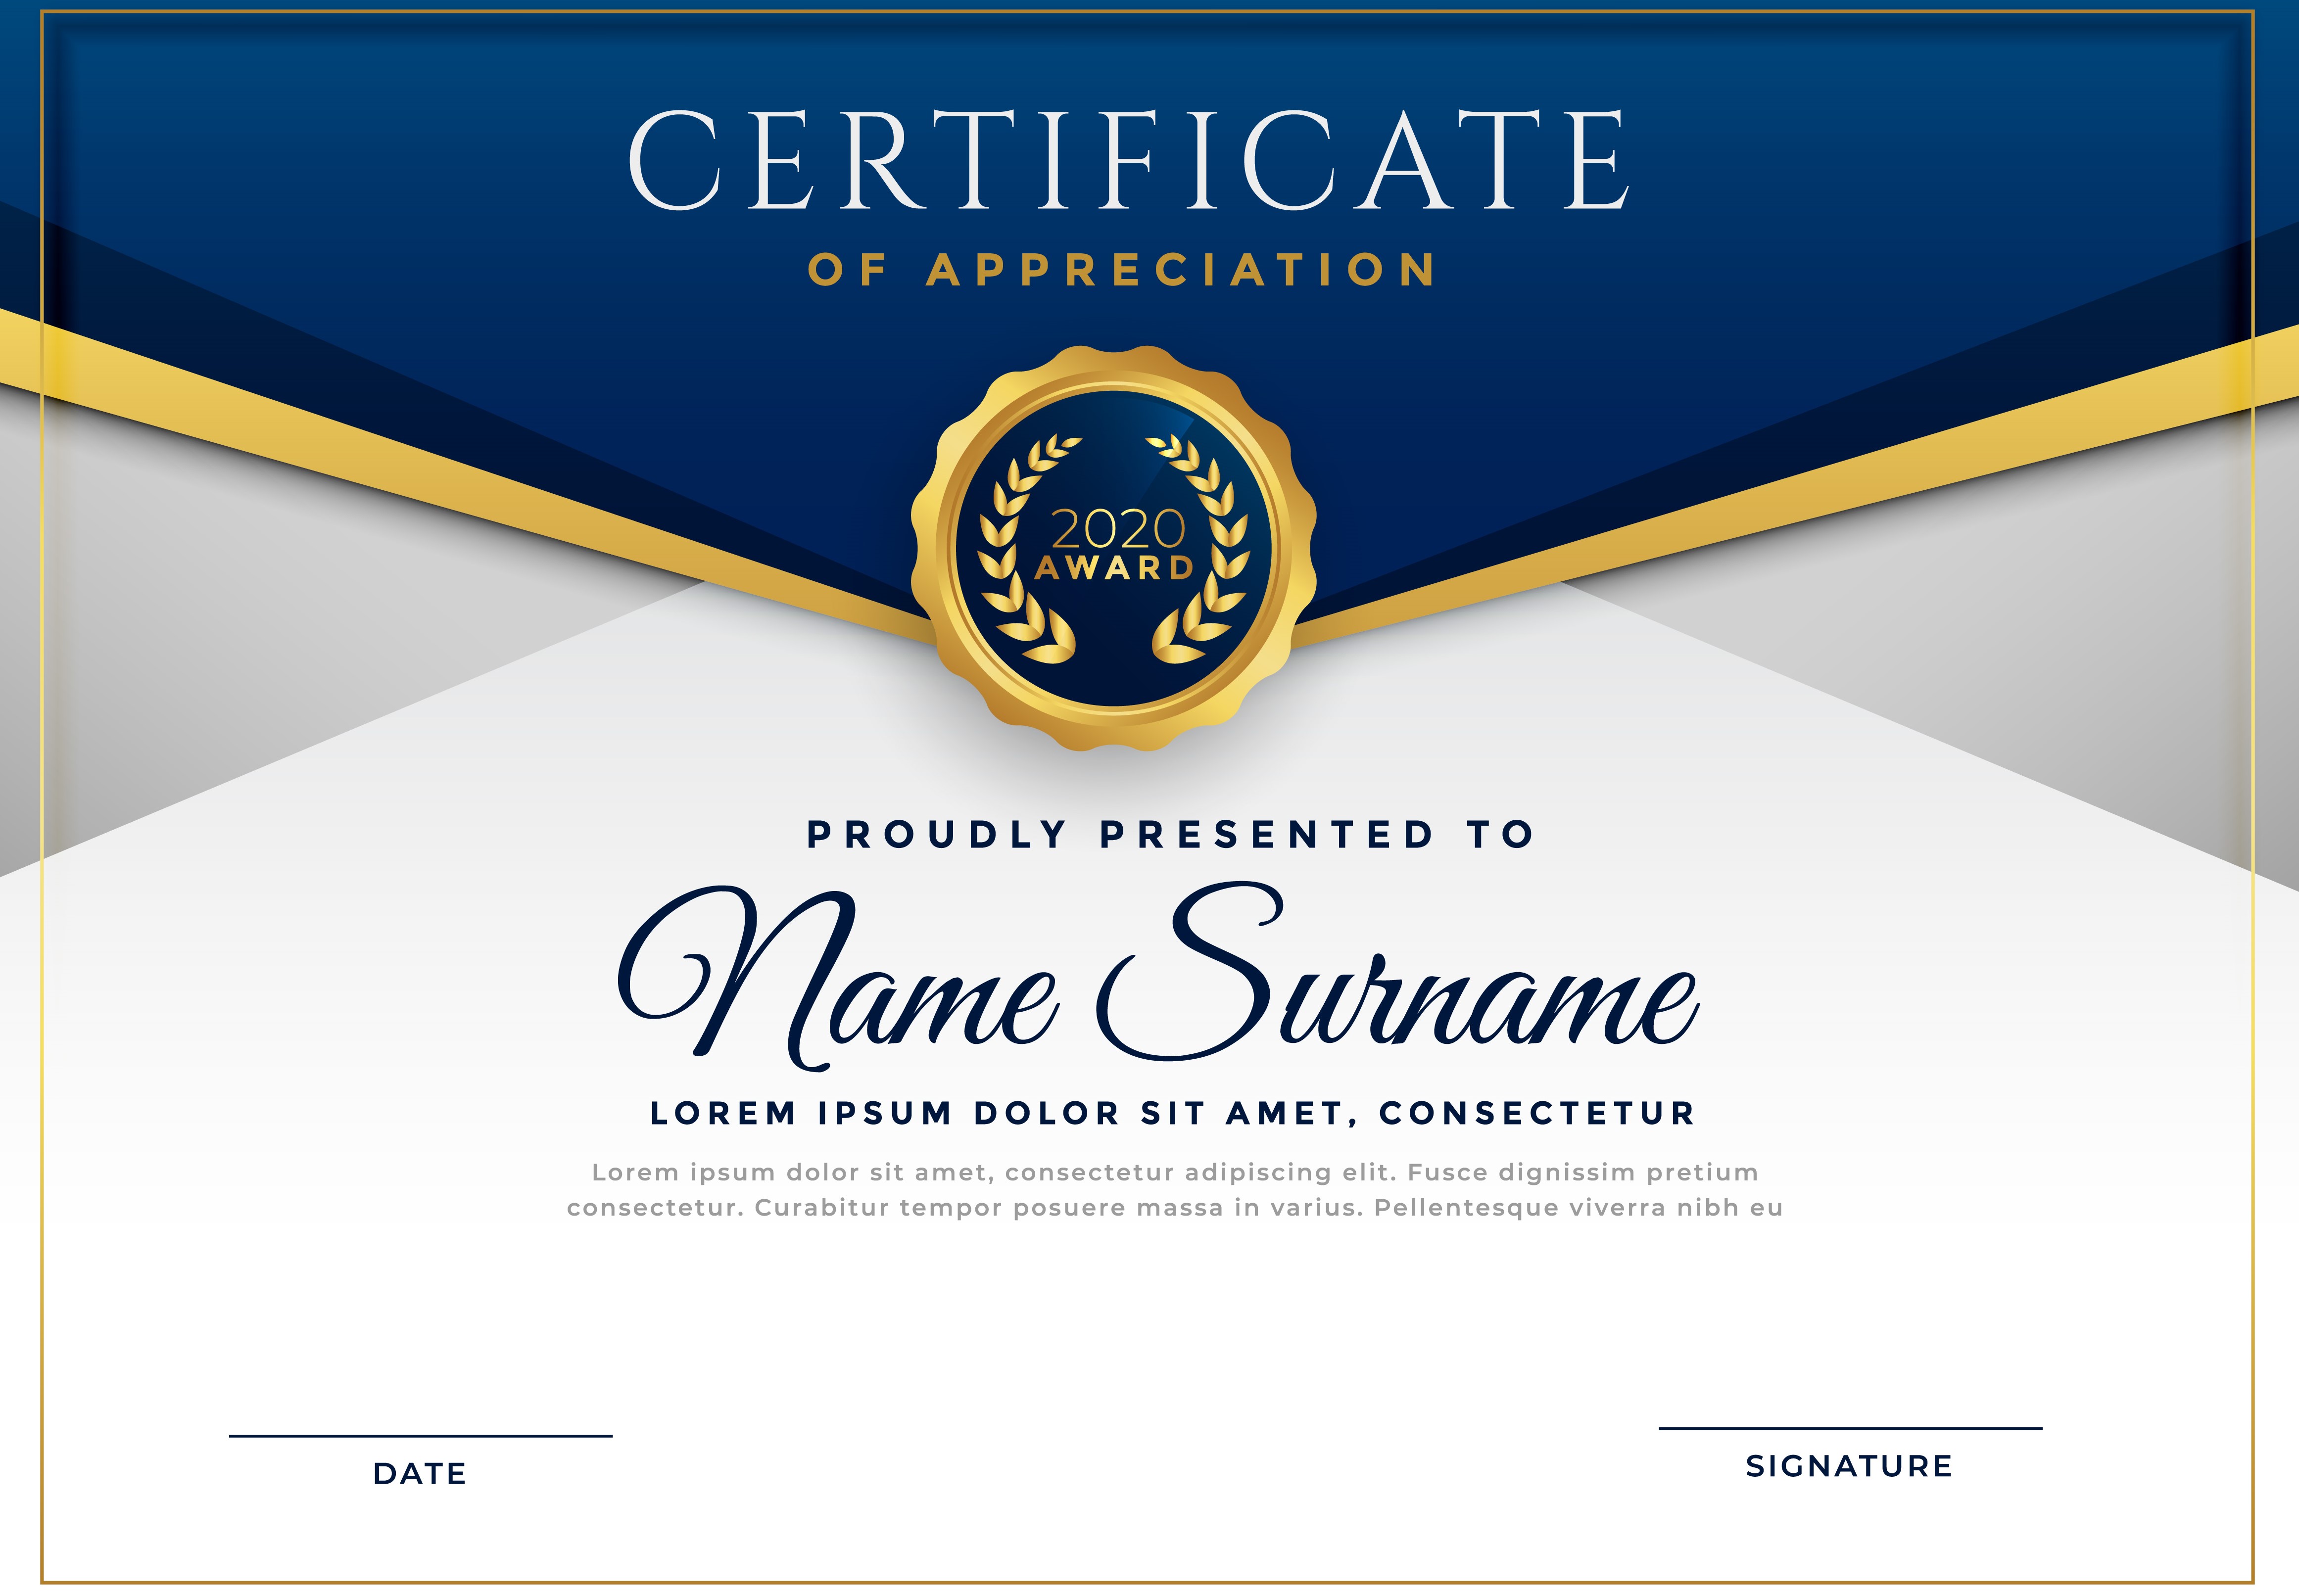 CERTIFICATE
OF APPRECIATION
2020
AWARD
PROUDLY PRESENTED TO
Name Surname
LOREM IPSUM DOLOR SIT AMET, CONSECTETUR
Lorem ipsum dolor sit amet, consectetur adipiscing elit. Fusce dignissim pretium
consectetur. Curabitur tempor posuere massa in varius. Pellentesque viverra nibh eu
DATE
SIGNATURE